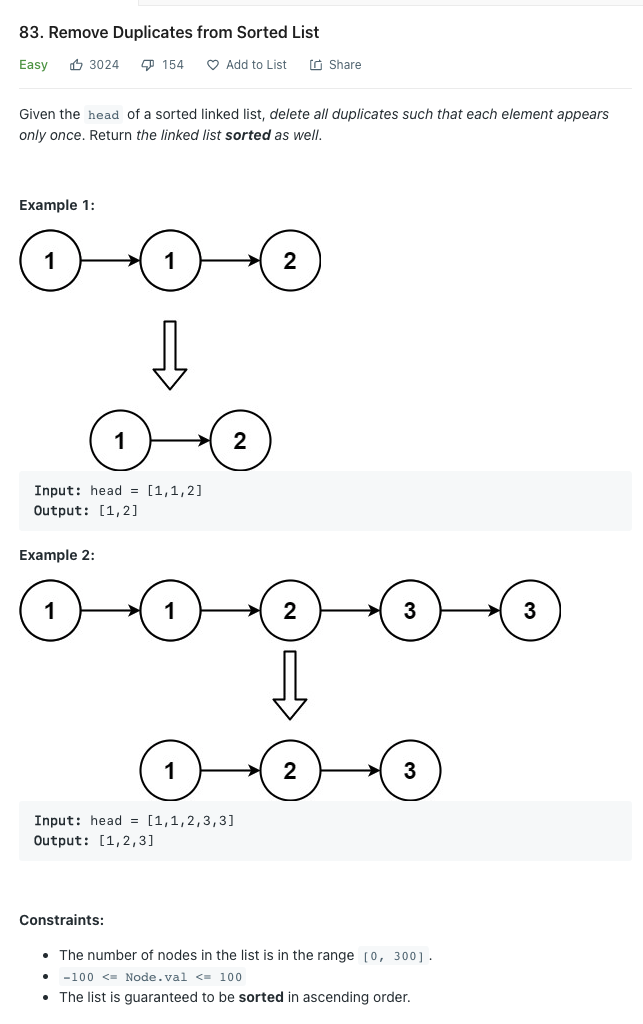 83. Remove Duplicates from Sorted List
Easy 3024 154 Add to List Share
Given the head of a sorted linked list, delete all duplicates such that each element appears
only once. Return the linked list sorted as well.
Example 1:
1 1 2
1 2
Input: head = [1,1,2]
Output: [1,2]
Example 2:
1 1 2 3 3
1 2 3
Input: head = [1,1,2,3,3]
Output: [1,2,3]
Constraints:
• The number of nodes in the list is in the range [0, 300].
• -100 <= Node.val <= 100
• The list is guaranteed to be sorted in ascending order.